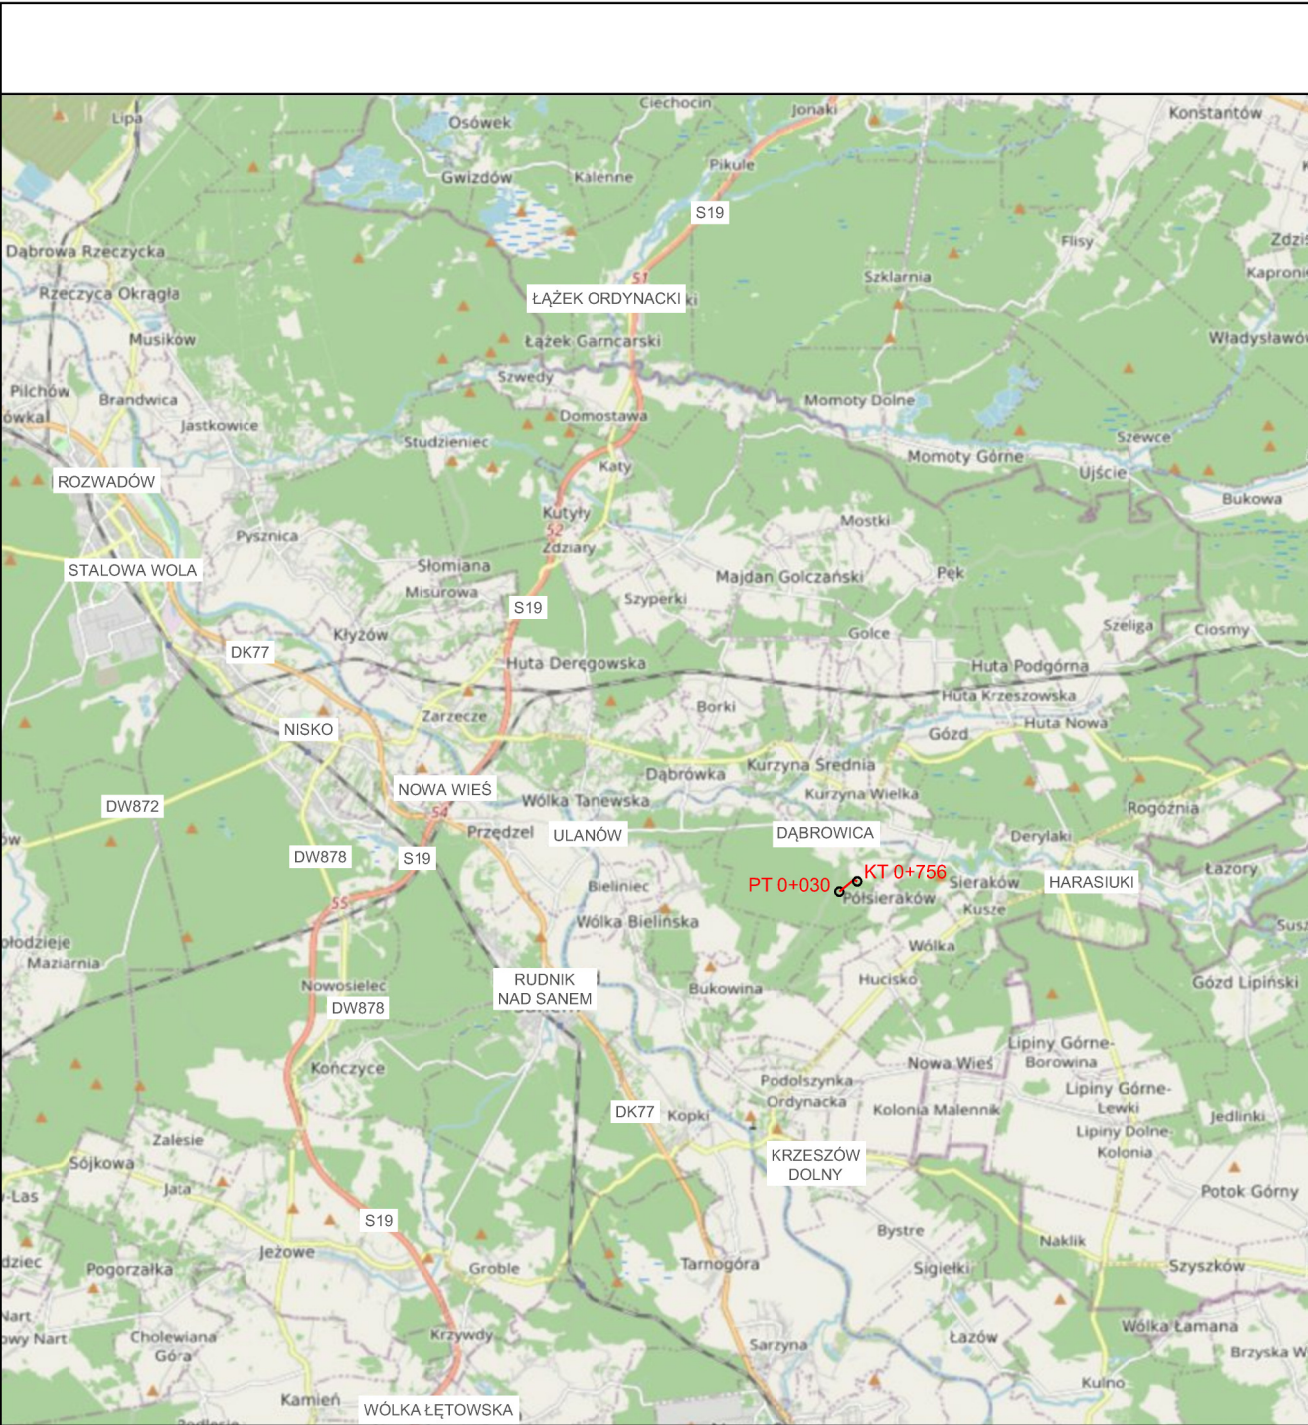 Ciechocin
Jonaki
Lipa
Osówek
Konstantów
Pikule
Gwizdów
Kalenne
S19
Flisy
Dąbrowa Rzeczycka
Szklarnia
S1
Rzeczyca Okrągła
ŁĄŻEK ORDYNACKI
Musików
Łążek Garncarski
Szwedy
Pilchów
Brandwica
Momoty Dolne
Jastkowice
Domostawa
Studzieniec
Szewce
Momoty Górne
Katy
Ujście
ROZWADÓW
Bukowa
Kutyły
Mostki
S2
Pysznica
Zdziary
STALOWA WOLA
Słomiana
Majdan Golczański
Pęk
Misurowa
Szyperki
S19
Szeliga
Ciosmy
Kłyżów
Golce
DK77
Huta Deręgowska
Huta Podgórna
Huta Krzeszowska
Borki
Zarzecze
Huta Nowa
NISKO
Gózd
Kurzyna Średnia
Dąbrówka
NOWA WIEŚ
Kurzyna Wielka
DW872
Wólka Tanewska
Rogóźnia
54
Przędzel
ULANÓW
DĄBROWICA
Derylaki
DW878
S19
Łazory
KT 0+756
PT 0+030
Bieliniec
Sieraków
HARASIUKI
Półsieraków
55
Kusze
Wólka Bielińska
Wólka
Maziarnia
Hucisko
RUDNIK
NAD SANEM
Nowosielec
Bukowina
Gózd Lipiński
DW878
Lipiny Górne-
Borowina
Kończyce
Nowa Wieś
Podolszynka
Ordynacka
Lipiny Górne-
Lewki
DK77
Kopki
Kolonia Malennik
Jedlinki
Lipiny Dolne-
Kolonia
Zalesie
KRZESZÓW
DOLNY
Sójkowa
Jata
Potok Górny
S19
Bystre
Naklik
Jeżowe
Pogorzałka
Groble
Tarnogóra
Sigiełki
Szyszków
Krzywdy
Cholewiana
Góra
Łazów
Wólka Łamana
Sarzyna
Kulno
Kamień
WÓLKA ŁĘTOWSKA